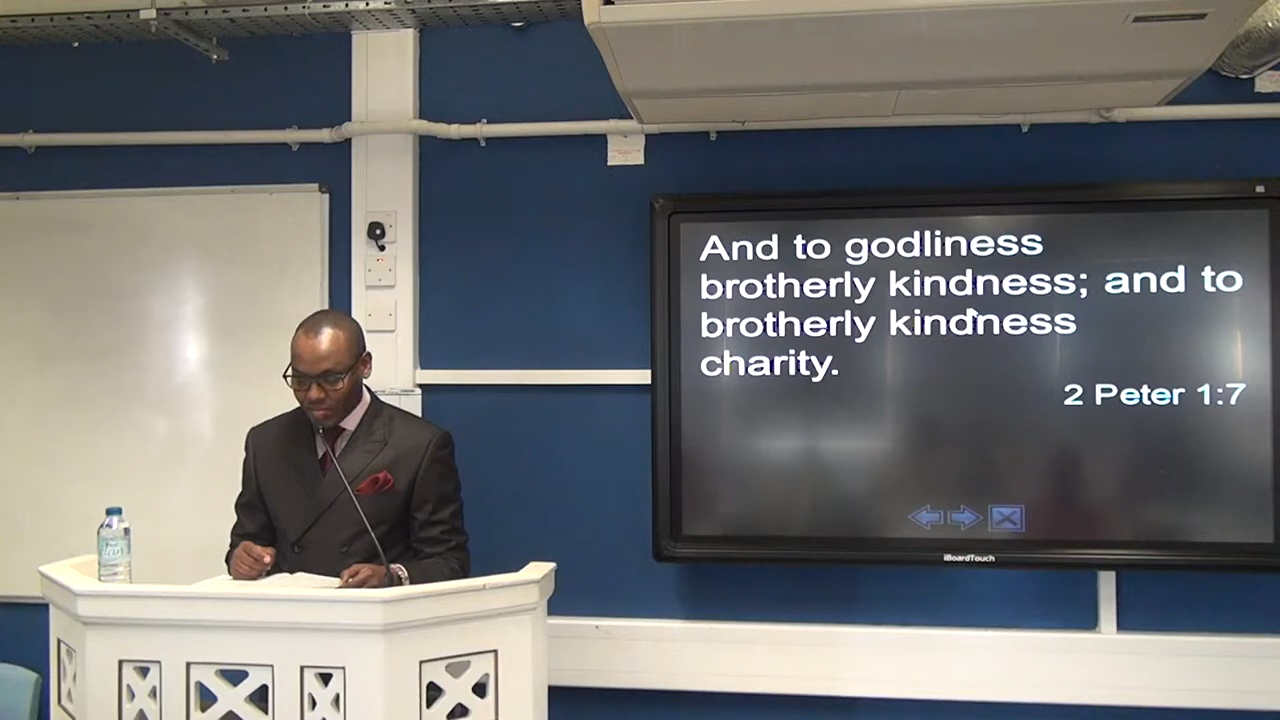 And to godliness
brotherly kindness; and to
brotherly kindness
charity.
2 Peter 1:7
iBoardTouch